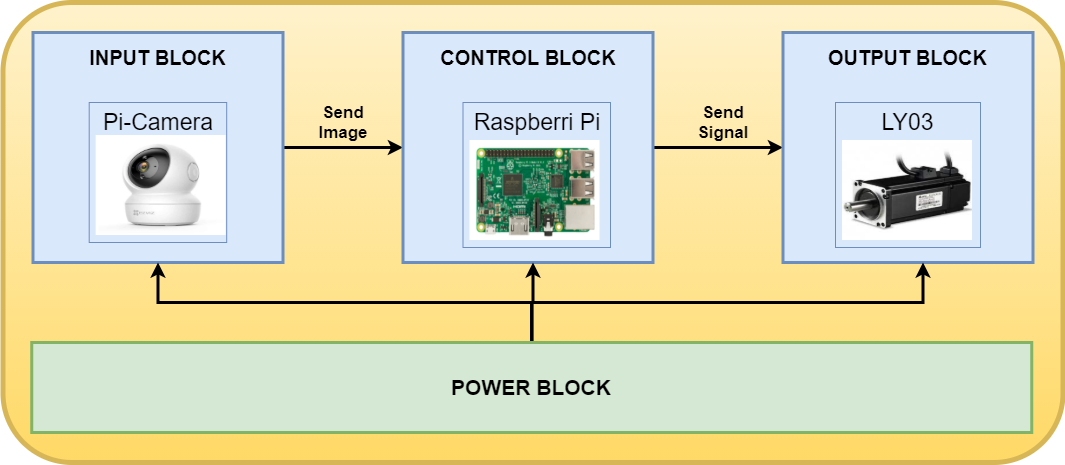 INPUT BLOCK
CONTROL BLOCK
OUTPUT BLOCK
Pi-Camera
Send
Image
Raspberri Pi
Send
Signal
LY03
POWER BLOCK